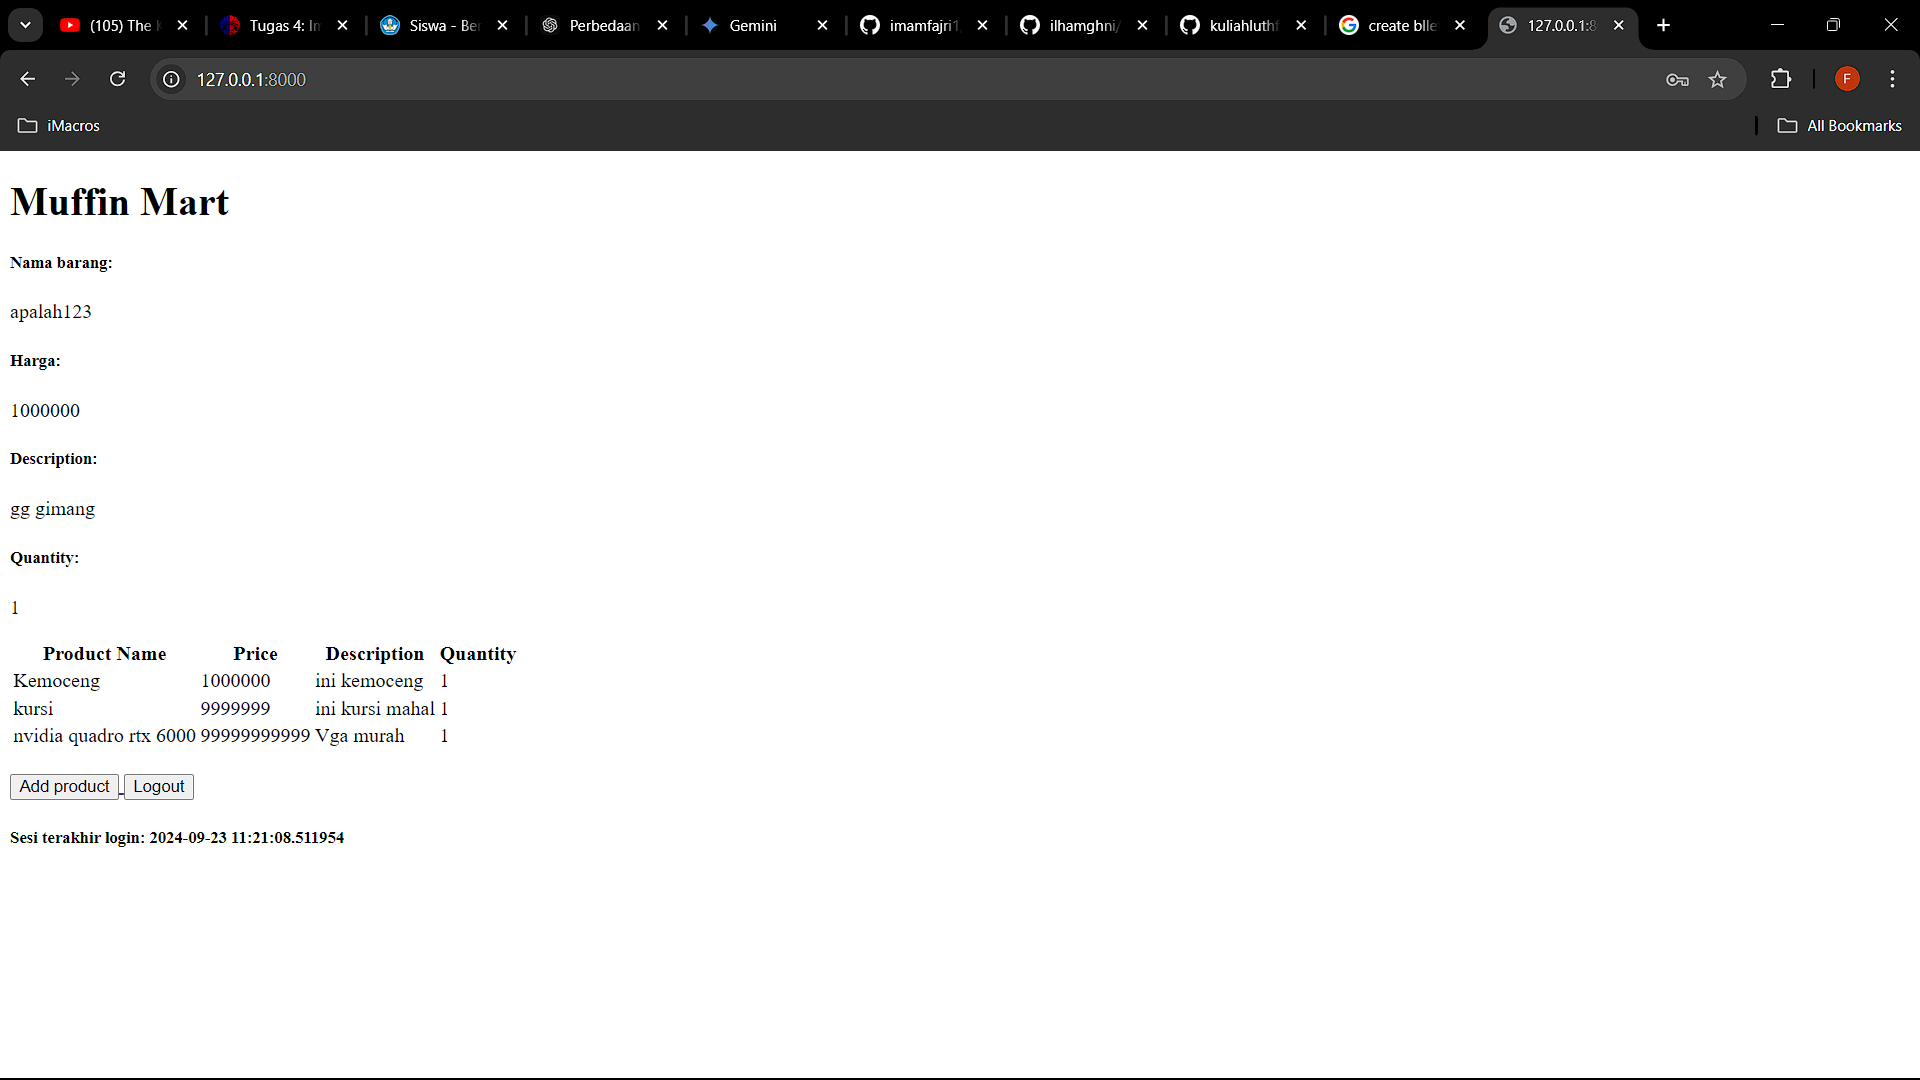 (105) The
Tugas 4: In
Siswa - Ber
Perbedaan
Gemini
imamfajri1
ilhamghni/
kuliahluthf
create blle
127.0.0.1:8
127.0.0.1:8000
F
iMacros
All Bookmarks
Muffin Mart
Nama barang:
apalah123
Harga:
1000000
Description:
gg gimang
Quantity:
1
Product Name Price Description Quantity
Kemoceng 1000000 ini kemoceng 1
kursi 9999999 ini kursi mahal 1
nvidia quadro rtx 6000 99999999999 Vga murah 1
Add product Logout
Sesi terakhir login: 2024-09-23 11:21:08.511954